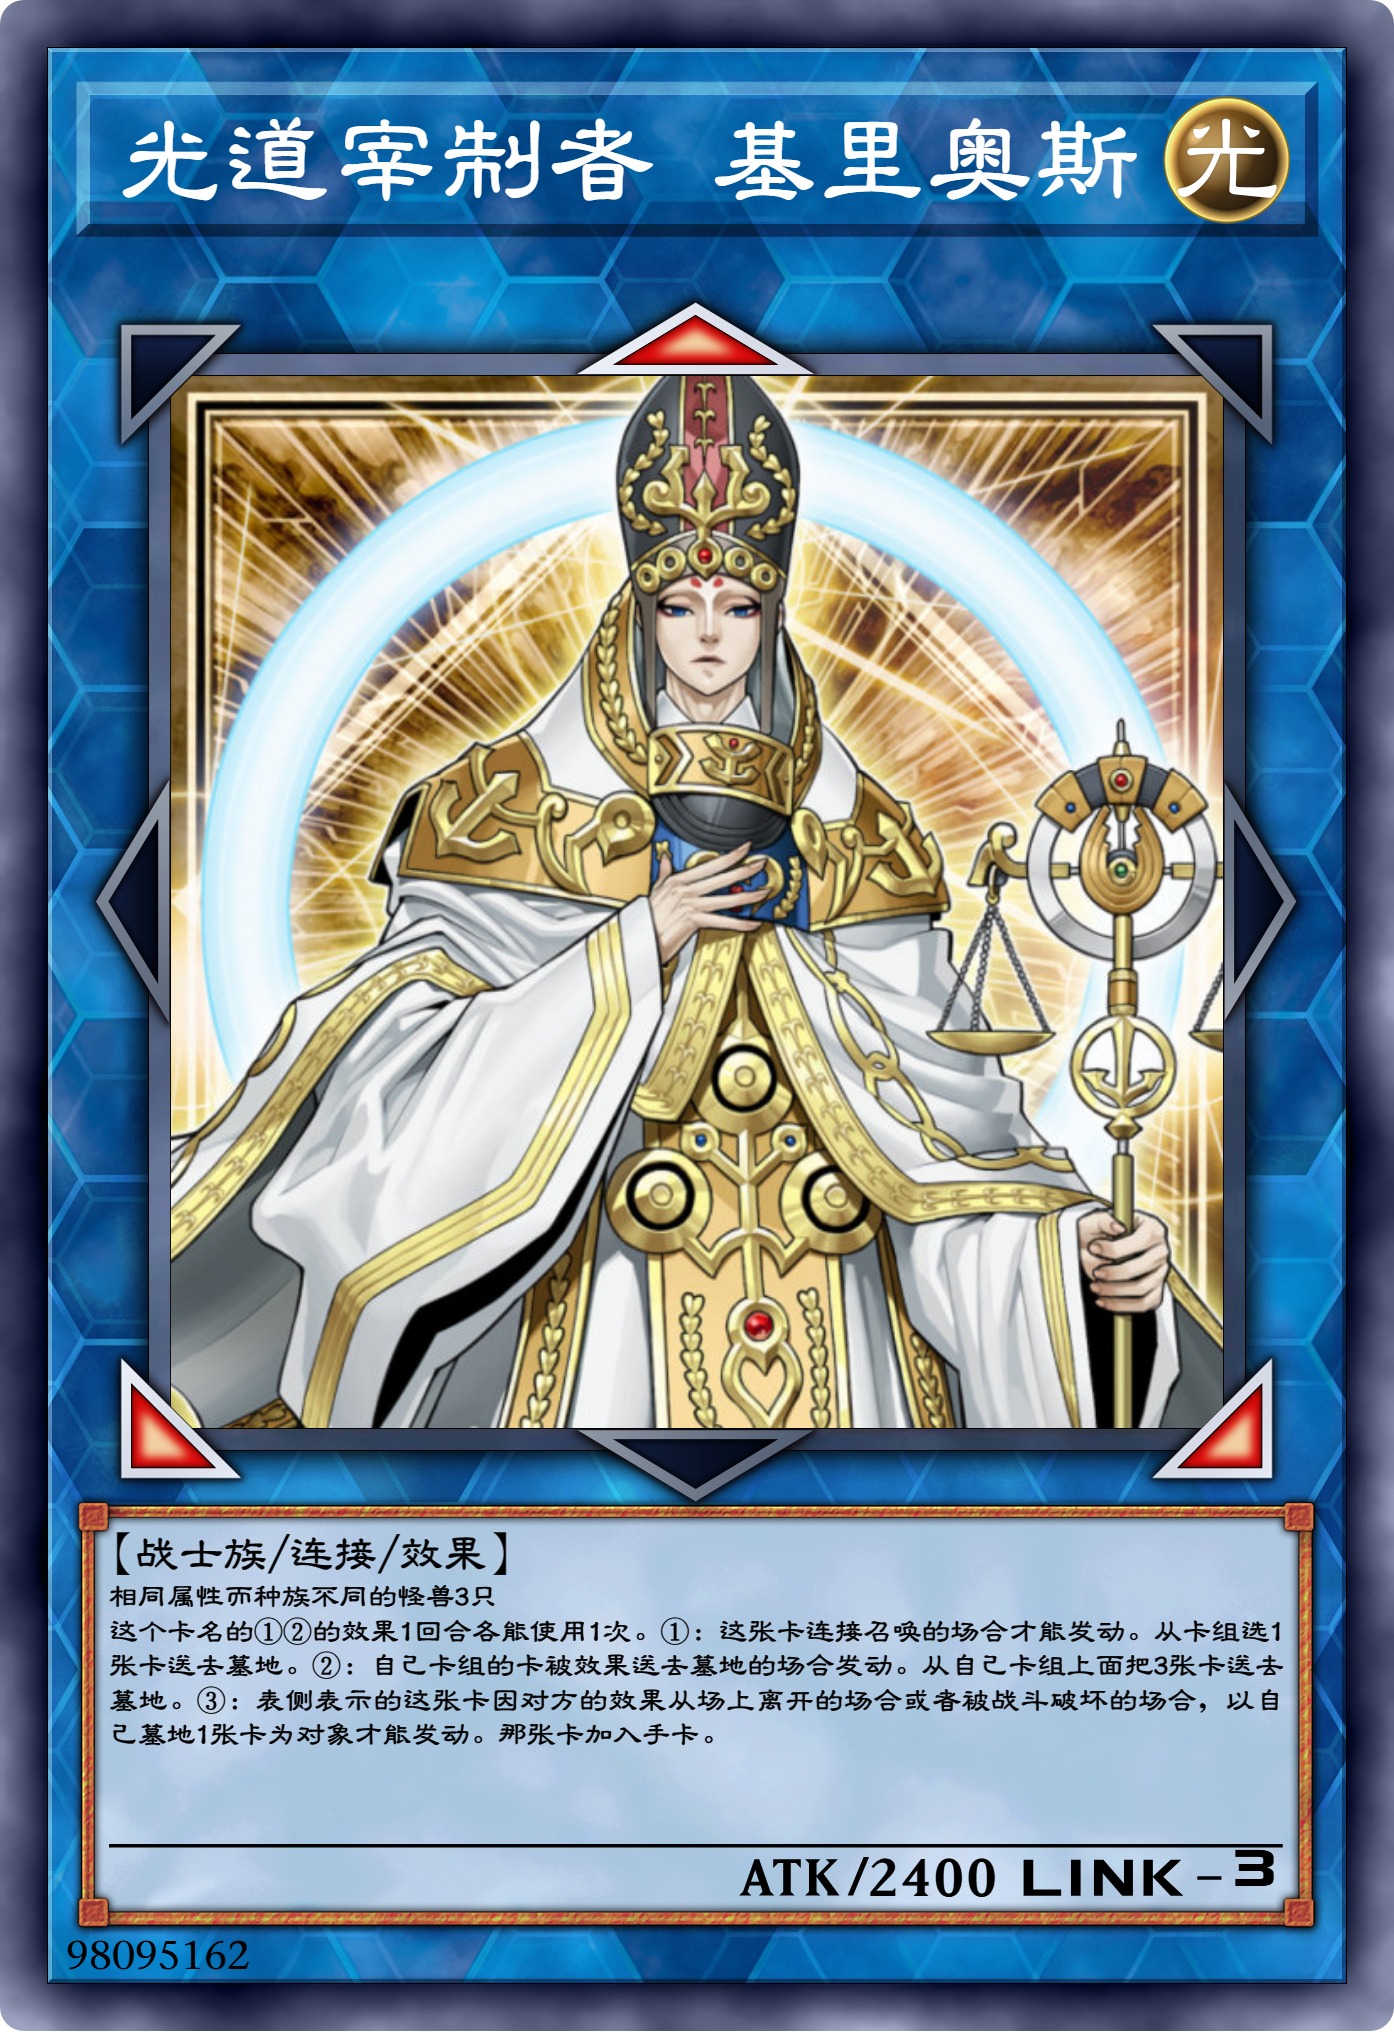 光道宰制者 基里奥斯 光
【战士族/连接/效果】
相同属性而种族不同的怪兽3只
这个卡名的①②的效果1回合各能使用1次。①：这张卡连接召唤的场合才能发动。从卡组选1
张卡送去墓地。②：自己卡组的卡被效果送去墓地的场合发动。从自己卡组上面把3张卡送去
墓地。③：表侧表示的这张卡因对方的效果从场上离开的场合或者被战斗破坏的场合，以自
己墓地1张卡为对象才能发动。那张卡加入手卡。
ATK/2400 LINK-3
98095162